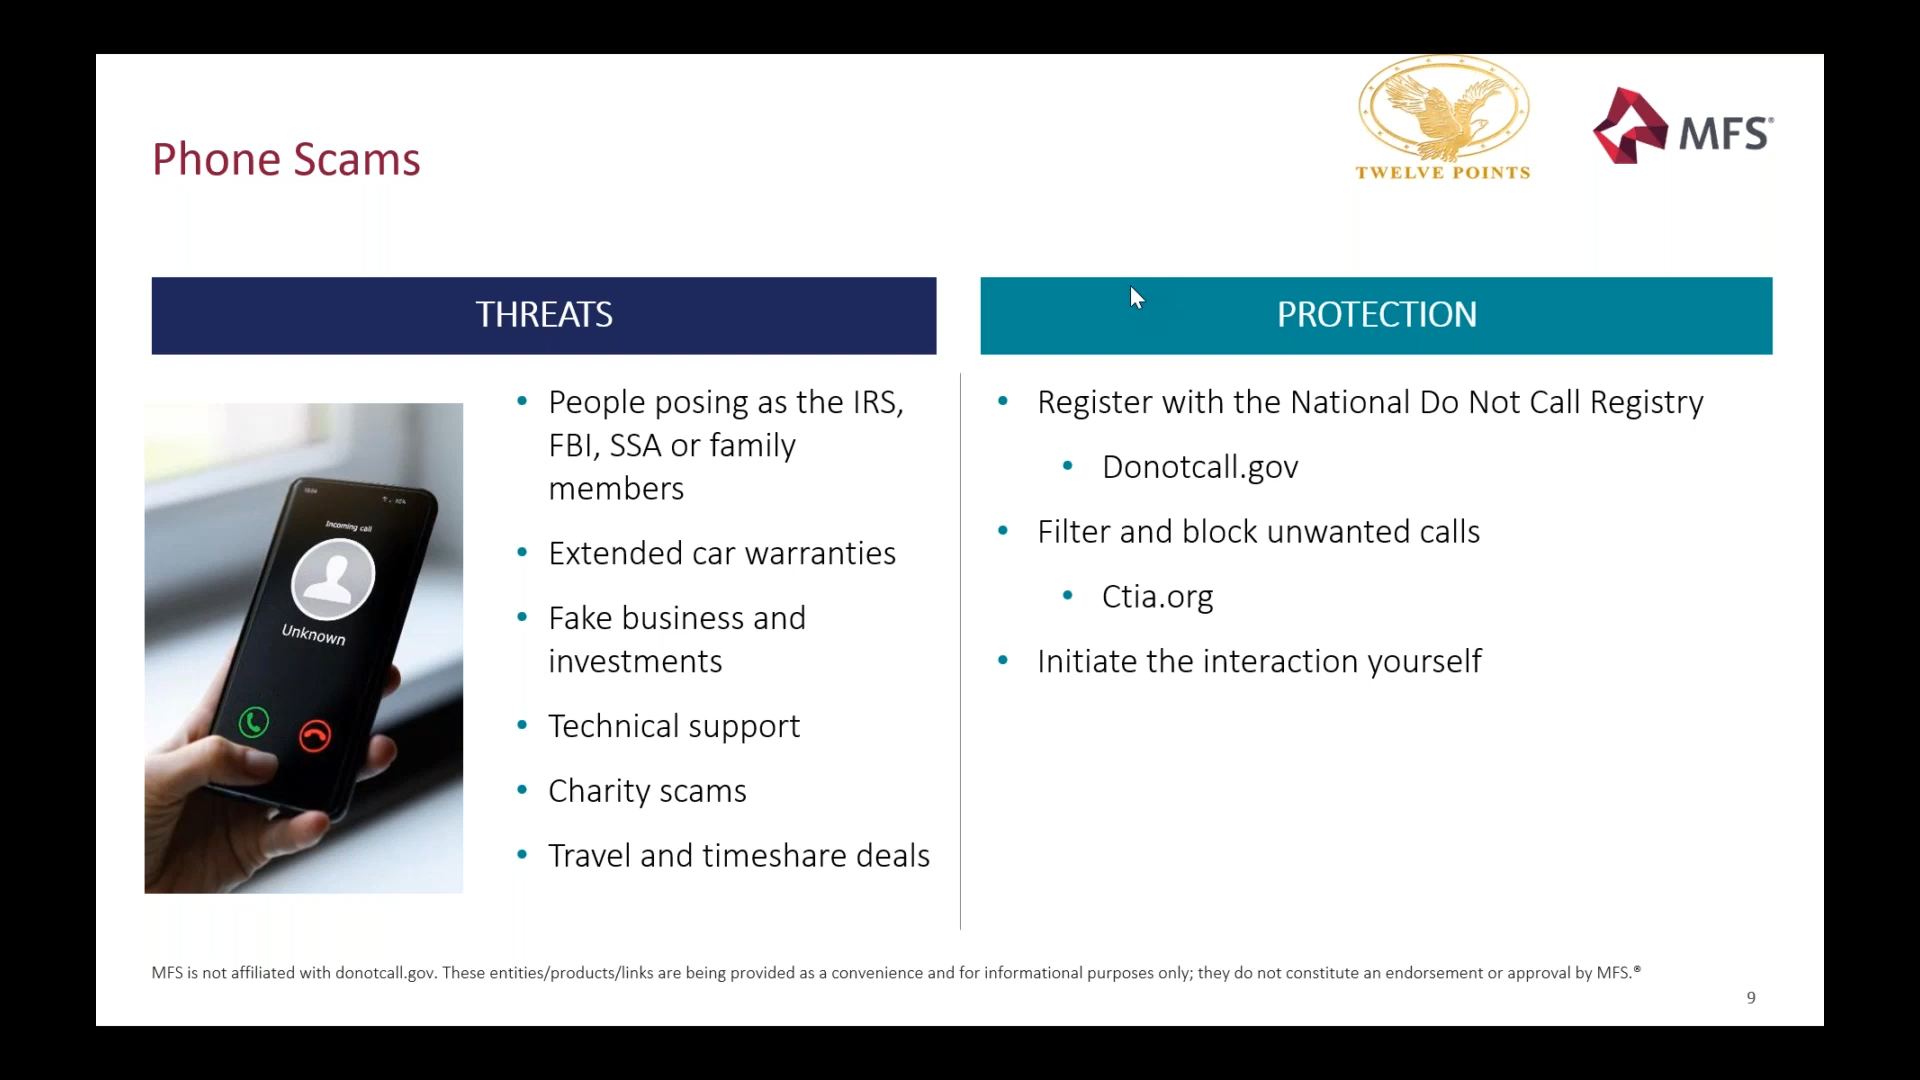 TWELVE POINTS
MFS®
Phone Scams
THREATS
People posing as the IRS,
FBI, SSA or family
members
Extended car warranties
Fake business and
investments
Technical support
Charity scams
Travel and timeshare deals
Incoming call
Unknown
PROTECTION
Register with the National Do Not Call Registry
Donotcall.gov
Filter and block unwanted calls
Ctia.org
Initiate the interaction yourself
MFS is not affiliated with donotcall.gov. These entities/products/links are being provided as a convenience and for informational purposes only; they do not constitute an endorsement or approval by MFS.®
9